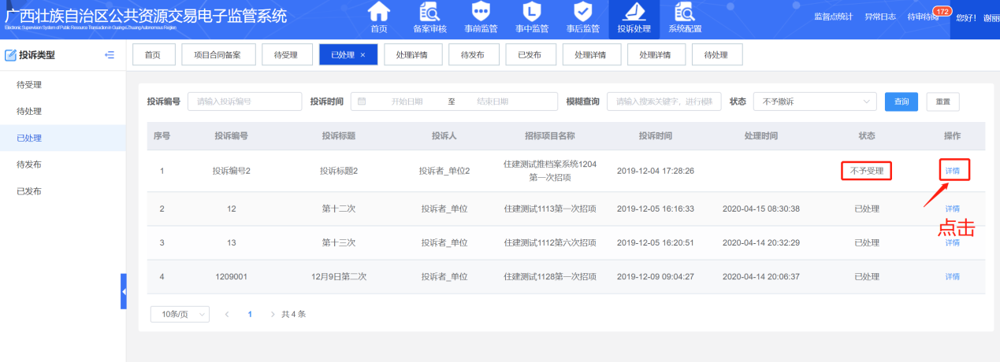 广西壮族自治区公共资源交易电子监管系统
Electronic Supervision System of Public Resource Transaction in Guangxi Zhuang Autonomous Region
首页 备案审核 事前监管 事中监管 事后监管 投诉处理 系统配置
监督点统计 异常日志 待审待阅 172 您好！ 谢丽
投诉类型
首页 项目合同备案 待受理 已处理 × 处理详情 待发布 已发布 处理详情 处理详情 待处理
待受理
待处理
已处理
待发布
已发布
投诉编号 请输入投诉编号 投诉时间 开始日期 至 结束日期 模糊查询 请输入搜索关键字，进行模糊 状态 不予撤诉 查询 重置
序号 投诉编号 投诉标题 投诉人 招标项目名称 投诉时间 处理时间 状态 操作
1 投诉编号2 投诉标题2 投诉者_单位2 住建测试推档案系统1204 2019-12-04 17:28:26 不予受理 详情
第一次招项
2 12 第十二次 投诉者_单位 住建测试1113第一次招项 2019-12-05 16:16:33 2020-04-15 08:30:38 已处理 详情
点击
3 13 第十三次 投诉者_单位 住建测试1112第六次招项 2019-12-05 16:20:51 2020-04-14 20:32:29 已处理 详情
4 1209001 12月9日第二次 投诉者_单位 住建测试1128第一次招项 2019-12-09 09:04:27 2020-04-14 20:06:37 已处理 详情
10条/页 1 共 4 条